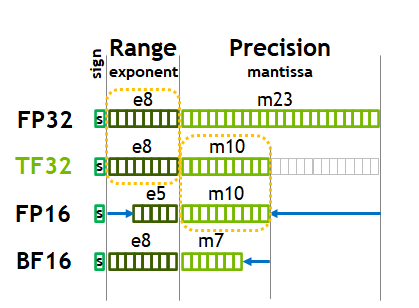 sign
Range
Precision
exponent
mantissa
e8
m23
FP32
s
e8
m10
TF32
s
e5
m10
FP16
s
e8
m7
BF16
s